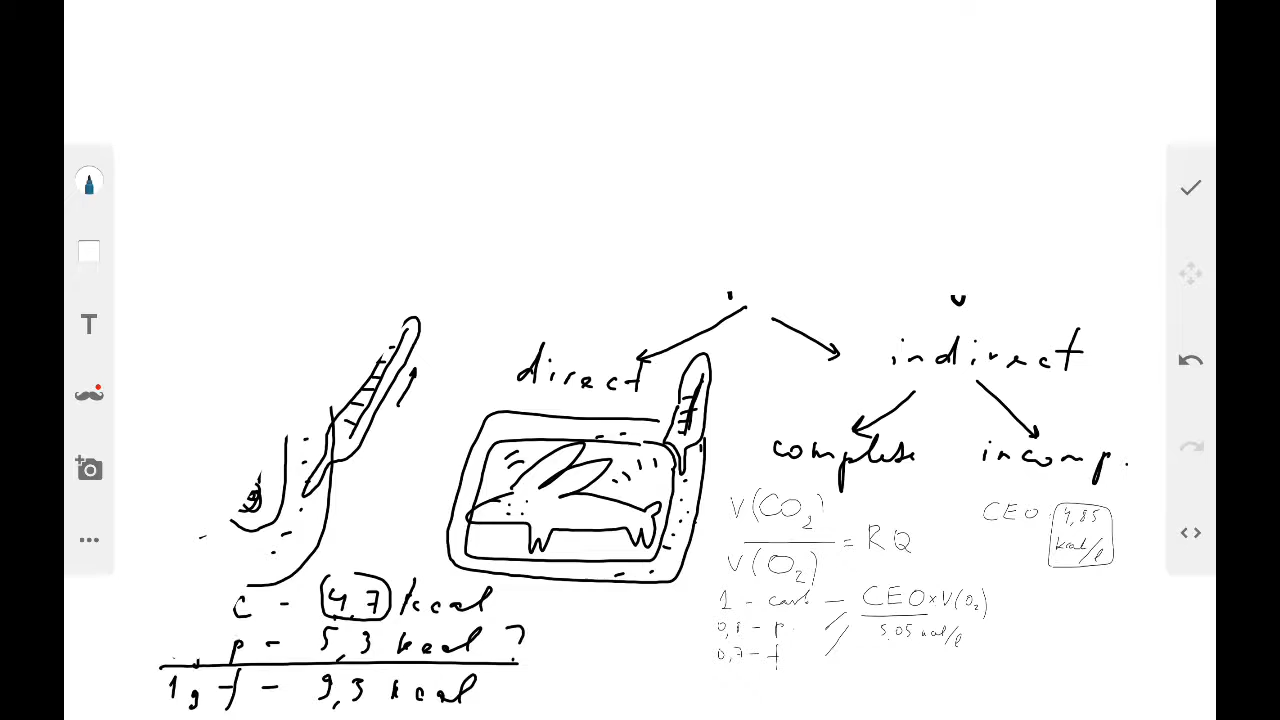 direct
indirect
complete
incomp.
V(CO2)
V(O2)
= RQ
CEO
4,85
kcal/l
1 - carb - CEO x V(O2)
0,8 - p.
5,05 kcal/l
0,7 - f
c - 4,7 kcal
p - 5,3 kcal ?
1g f - 9,3 kcal
T